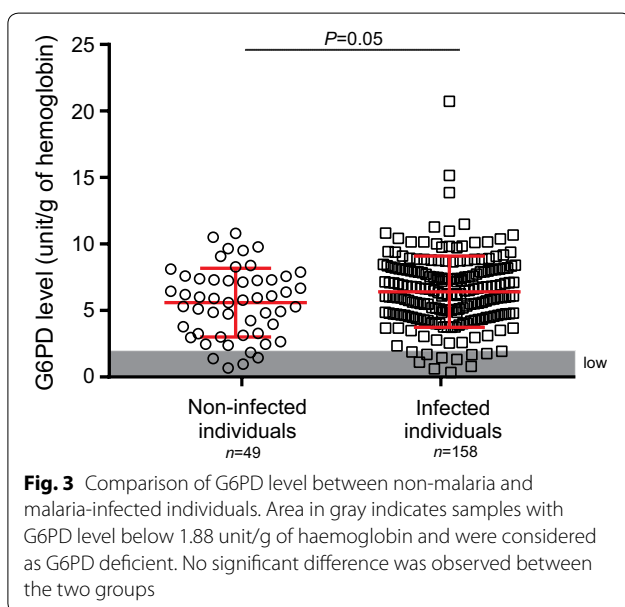 P=0.05
G6PD level (unit/g of hemoglobin)
25
20
15
10
5
0
low
Non-infected
individuals
n=49
Infected
individuals
n=158
Fig. 3 Comparison of G6PD level between non-malaria and
malaria-infected individuals. Area in gray indicates samples with
G6PD level below 1.88 unit/g of haemoglobin and were considered
as G6PD deficient. No significant difference was observed between
the two groups